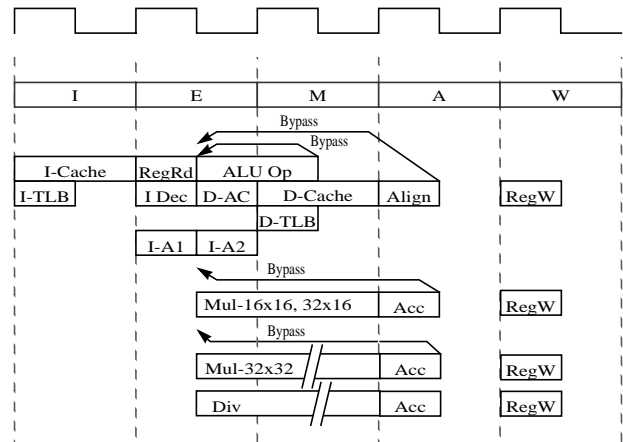 I E M A W
Bypass
Bypass
I-Cache RegRd ALU Op
I-TLB I Dec D-AC D-Cache Align RegW
D-TLB
I-A1 I-A2
Bypass
Mul-16x16, 32x16 Acc RegW
Bypass
Mul-32x32 Acc RegW
Div Acc RegW